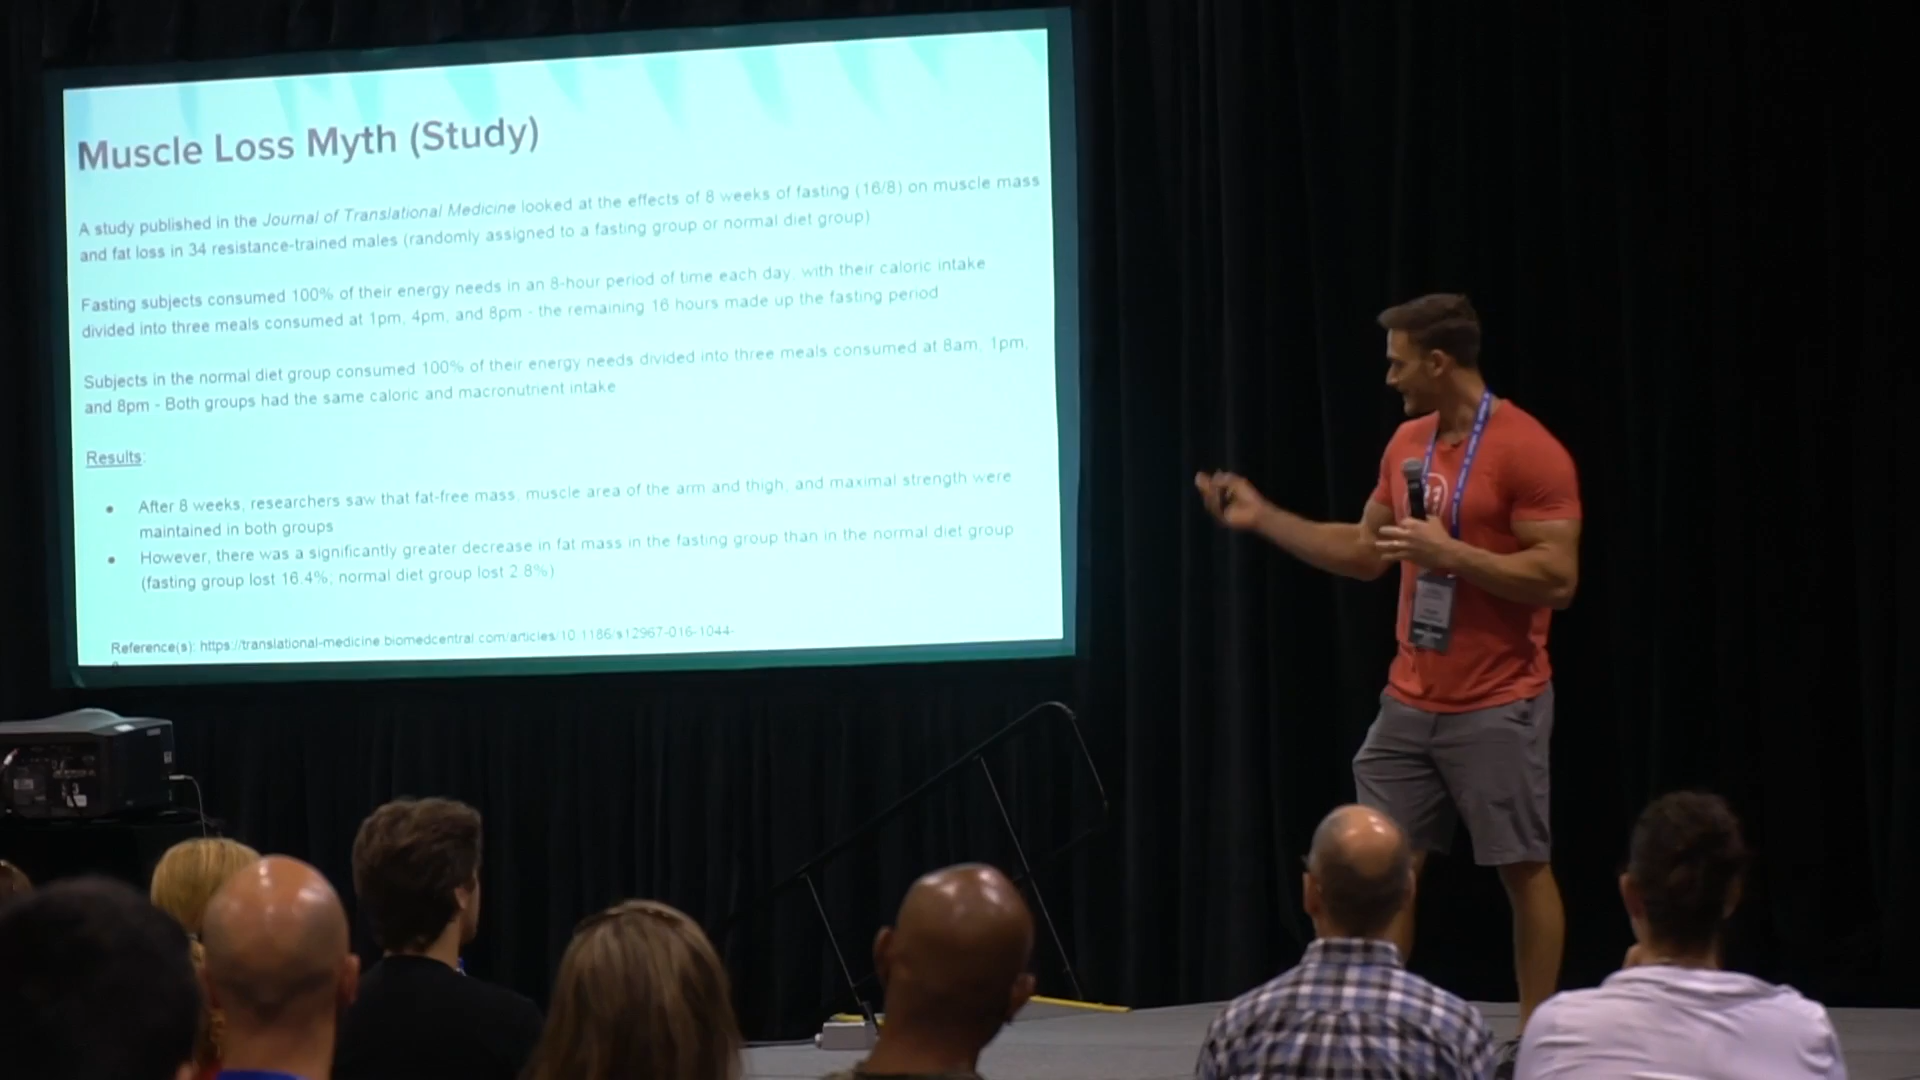 Muscle Loss Myth (Study)
A study published in the Journal of Translational Medicine looked at the effects of 8 weeks of fasting (16/8) on muscle mass
and fat loss in 34 resistance-trained males (randomly assigned to a fasting group or normal diet group)
Fasting subjects consumed 100% of their energy needs in an 8-hour period of time each day, with their caloric intake
divided into three meals consumed at 1pm, 4pm, and 8pm - the remaining 16 hours made up the fasting period
Subjects in the normal diet group consumed 100% of their energy needs divided into three meals consumed at 8am, 1pm,
and 8pm - Both groups had the same caloric and macronutrient intake
Results:
• After 8 weeks, researchers saw that fat-free mass, muscle area of the arm and thigh, and maximal strength were
maintained in both groups
• However, there was a significantly greater decrease in fat mass in the fasting group than in the normal diet group
(fasting group lost 16.4%, normal diet group lost 2.8%)
Reference(s): https://translational-medicine.biomedcentral.com/articles/10.1186/s12967-016-1044-